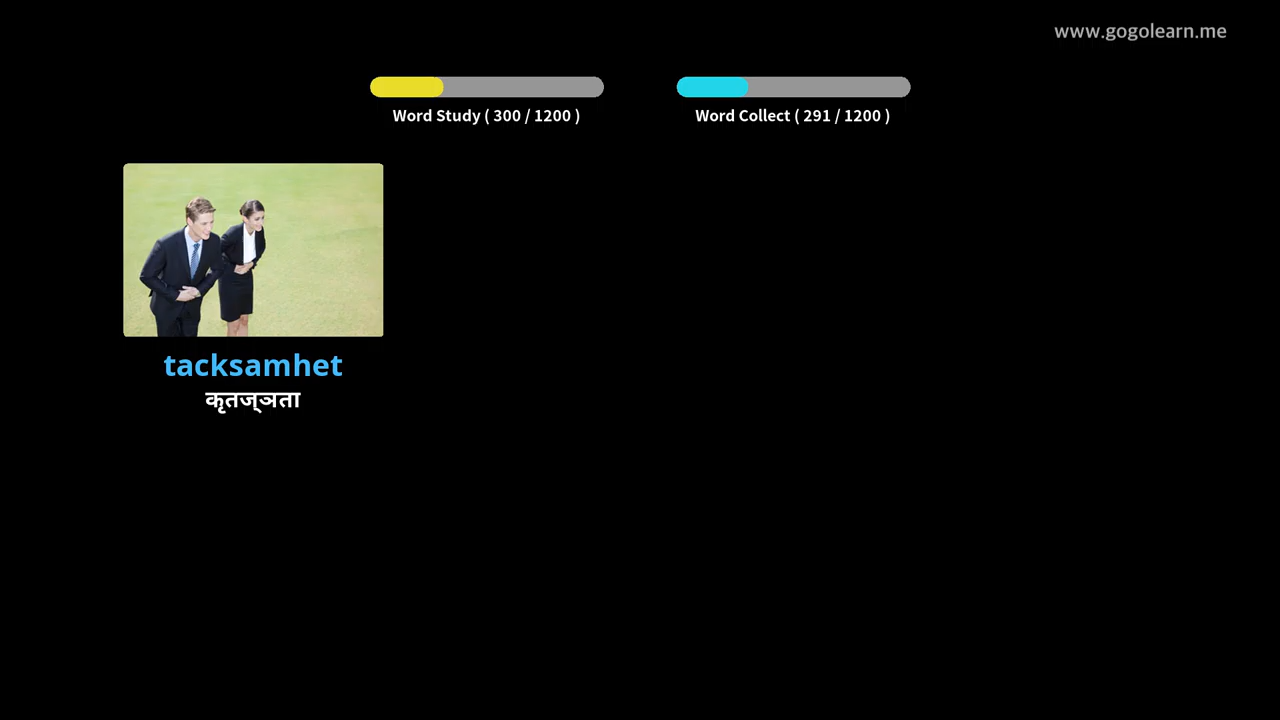 www.gogolearn.me
Word Study ( 300 / 1200 )
Word Collect ( 291 / 1200 )
tacksamhet
कृतज्ञता